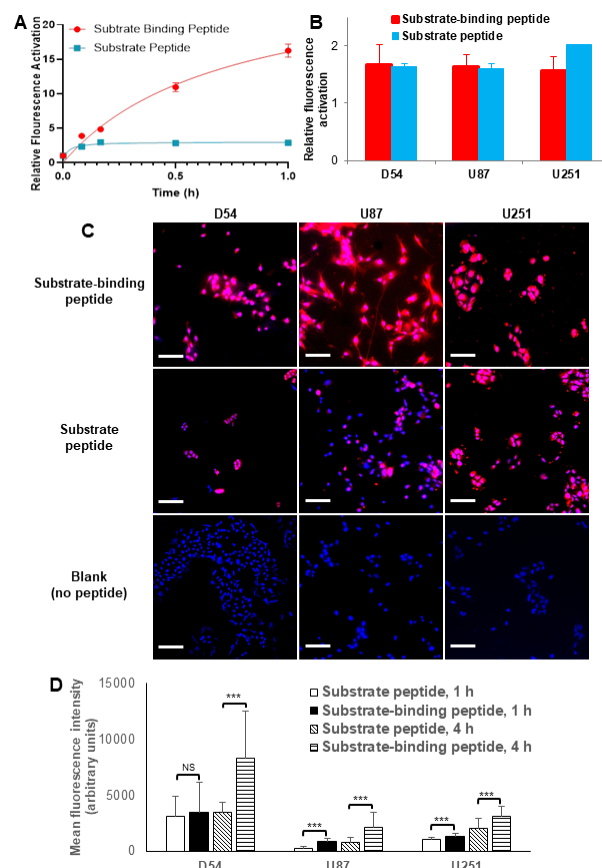 A
Subtrate Binding Peptide
Substrate Peptide
Relative Flourescence Activation
20
15
10
5
0
0.0
0.5
1.0
Time (h)
B
Substrate-binding peptide
Substrate peptide
Relative fluorescence
activation
2
1
0
D54
U87
U251
C
D54
U87
U251
Substrate-binding
peptide
Substrate
peptide
Blank
(no peptide)
D
Mean fluorescence intensity
(arbitrary units)
15000
10000
5000
0
Substrate peptide, 1 h
Substrate-binding peptide, 1 h
Substrate peptide, 4 h
Substrate-binding peptide, 4 h
NS
***
***
***
***
***
D54
U87
U251